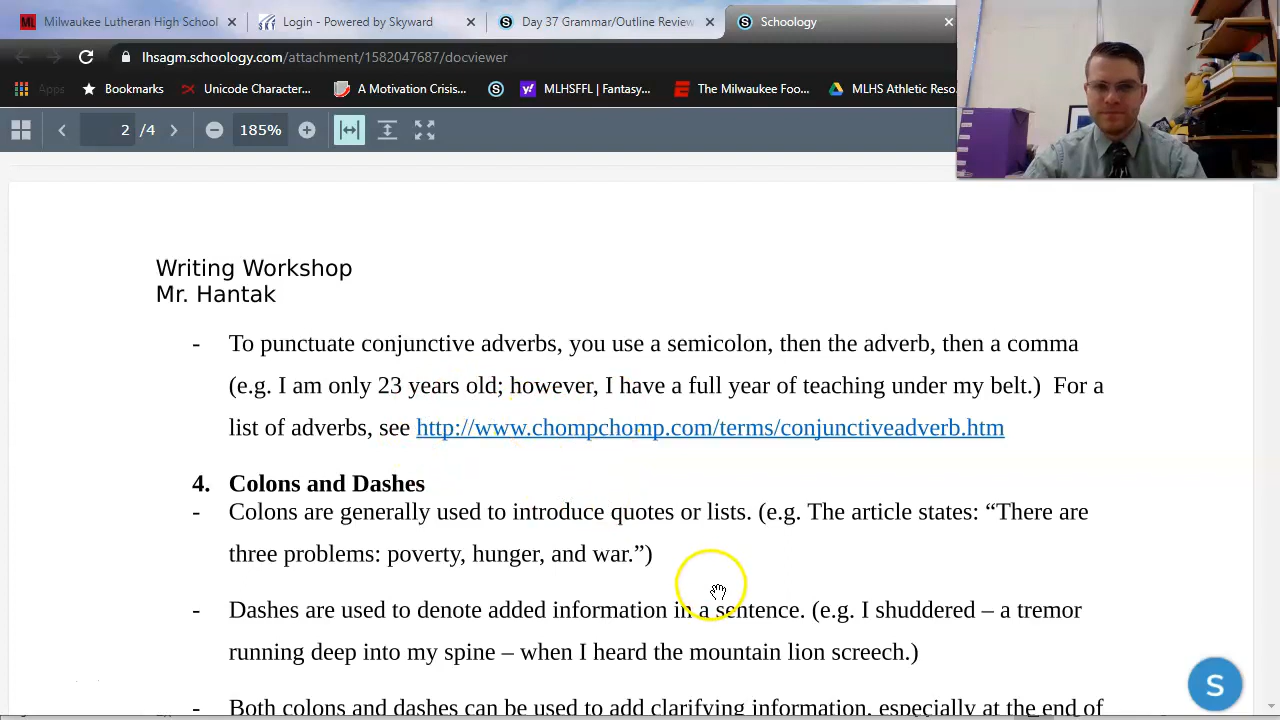 Milwaukee Lutheran High School
Login - Powered by Skyward
Day 37 Grammar/Outline Review
Schoology
lhsagm.schoology.com/attachment/1582047687/docviewer
Apps
Bookmarks
Unicode Character...
A Motivation Crisis...
MLHSFFL | Fantasy...
The Milwaukee Foo...
MLHS Athletic Reso
2 /4
185%
Writing Workshop
Mr. Hantak
- To punctuate conjunctive adverbs, you use a semicolon, then the adverb, then a comma
(e.g. I am only 23 years old; however, I have a full year of teaching under my belt.) For a
list of adverbs, see http://www.chompchomp.com/terms/conjunctiveadverb.htm
4. Colons and Dashes
- Colons are generally used to introduce quotes or lists. (e.g. The article states: “There are
three problems: poverty, hunger, and war.”)
- Dashes are used to denote added information in a sentence. (e.g. I shuddered – a tremor
running deep into my spine – when I heard the mountain lion screech.)
- Both colons and dashes can be used to add clarifying information, especially at the end of
S